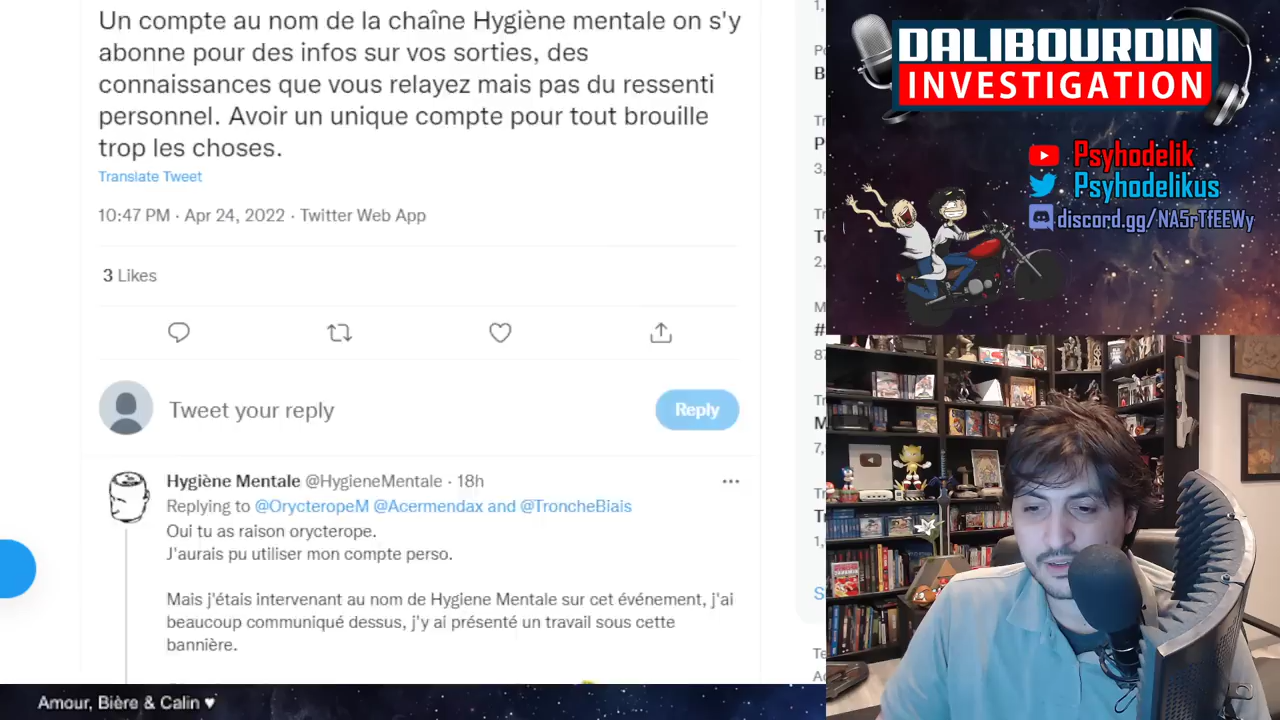 Un compte au nom de la chaîne Hygiène mentale on s'y
abonne pour des infos sur vos sorties, des
connaissances que vous relayez mais pas du ressenti
personnel. Avoir un unique compte pour tout brouille
trop les choses.
Translate Tweet
10:47 PM · Apr 24, 2022 · Twitter Web App
3 Likes
Tweet your reply
Reply
Hygiène Mentale @HygieneMentale · 18h
Replying to @OrycteropeM @Acermendax and @TroncheBiais
Oui tu as raison orycterope.
J'aurais pu utiliser mon compte perso.
Mais j'étais intervenant au nom de Hygiene Mentale sur cet événement, j'ai
beaucoup communiqué dessus, j'y ai présenté un travail sous cette
bannière.
Amour, Bière & Calin ♥
DALIBOURDIN
INVESTIGATION
Psyhodelik
Psyhodelikus
discord.gg/NA5rTfEEWy